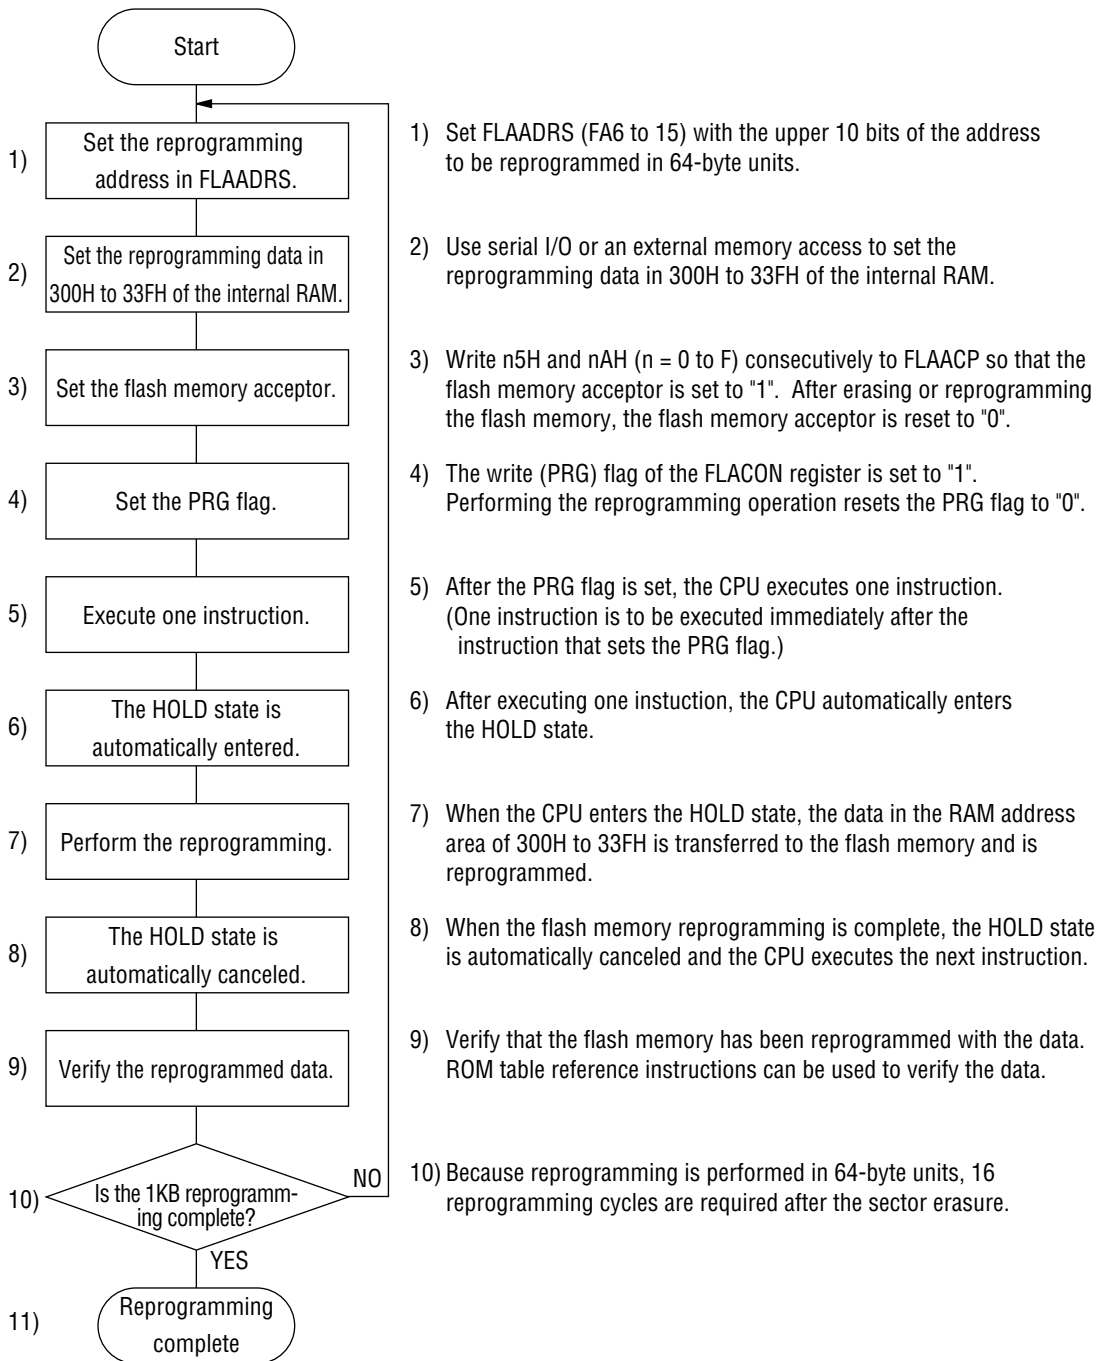 Start
1)
Set the reprogramming
address in FLAADRS.
1) Set FLAADRS (FA6 to 15) with the upper 10 bits of the address
to be reprogrammed in 64-byte units.
2)
Set the reprogramming data in
300H to 33FH of the internal RAM.
2) Use serial I/O or an external memory access to set the
reprogramming data in 300H to 33FH of the internal RAM.
3)
Set the flash memory acceptor.
3) Write n5H and nAH (n = 0 to F) consecutively to FLAACP so that the
flash memory acceptor is set to "1". After erasing or reprogramming
the flash memory, the flash memory acceptor is reset to "0".
4)
Set the PRG flag.
4) The write (PRG) flag of the FLACON register is set to "1".
Performing the reprogramming operation resets the PRG flag to "0".
5)
Execute one instruction.
5) After the PRG flag is set, the CPU executes one instruction.
(One instruction is to be executed immediately after the
instruction that sets the PRG flag.)
6)
The HOLD state is
automatically entered.
6) After executing one instuction, the CPU automatically enters
the HOLD state.
7)
Perform the reprogramming.
7) When the CPU enters the HOLD state, the data in the RAM address
area of 300H to 33FH is transferred to the flash memory and is
reprogrammed.
8)
The HOLD state is
automatically canceled.
8) When the flash memory reprogramming is complete, the HOLD state
is automatically canceled and the CPU executes the next instruction.
9)
Verify the reprogrammed data.
9) Verify that the flash memory has been reprogrammed with the data.
ROM table reference instructions can be used to verify the data.
10)
Is the 1KB reprogramm-
ing complete?
NO
10) Because reprogramming is performed in 64-byte units, 16
reprogramming cycles are required after the sector erasure.
YES
11)
Reprogramming
complete